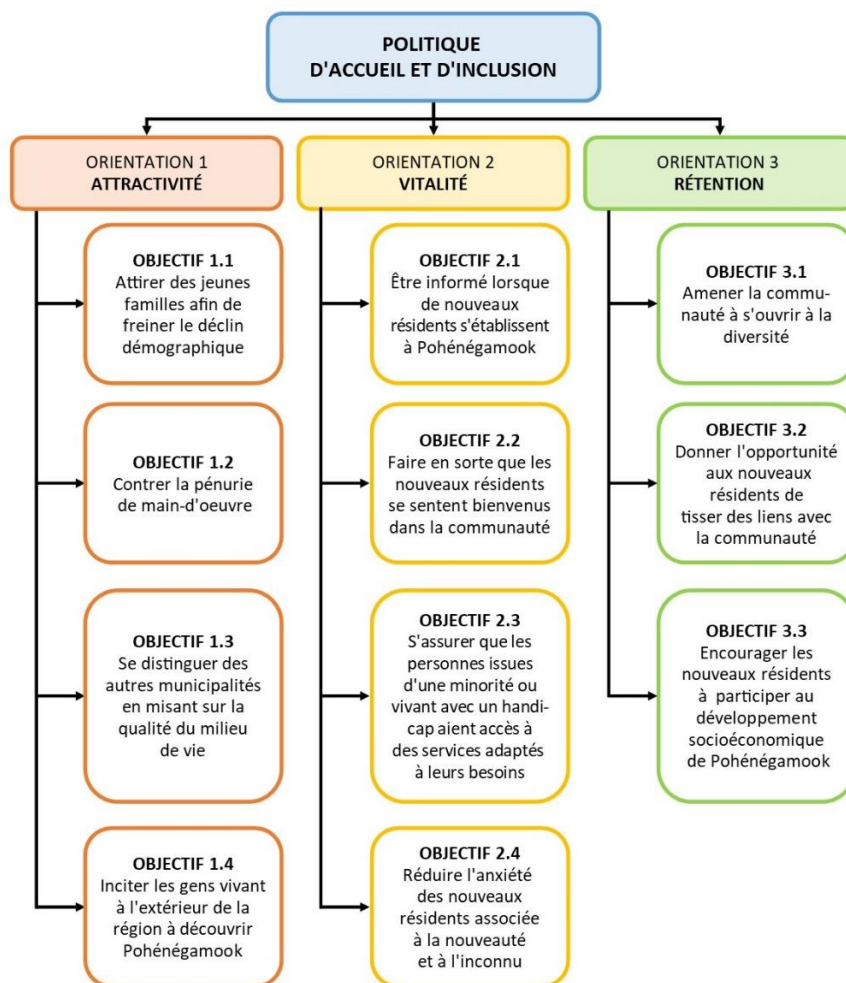 POLITIQUE
D'ACCUEIL ET D'INCLUSION
ORIENTATION 1
ATTRACTIVITÉ
OBJECTIF 1.1
Attirer des jeunes
familles afin de
freiner le déclin
démographique
OBJECTIF 1.2
Contrer la pénurie
de main-d'oeuvre
OBJECTIF 1.3
Se distinguer des
autres municipalités
en misant sur la
qualité du milieu
de vie
OBJECTIF 1.4
Inciter les gens vivant
à l'extérieur de la
région à découvrir
Pohénégamook
ORIENTATION 2
VITALITÉ
OBJECTIF 2.1
Être informé lorsque
de nouveaux
résidents s'établissent
à Pohénégamook
OBJECTIF 2.2
Faire en sorte que les
nouveaux résidents
se sentent bienvenus
dans la communauté
OBJECTIF 2.3
S'assurer que les
personnes issues
d'une minorité ou
vivant avec un handi-
cap aient accès à
des services adaptés
à leurs besoins
OBJECTIF 2.4
Réduire l'anxiété
des nouveaux
résidents associée
à la nouveauté
et à l'inconnu
ORIENTATION 3
RÉTENTION
OBJECTIF 3.1
Amener la commu-
nauté à s'ouvrir à la
diversité
OBJECTIF 3.2
Donner l'opportunité
aux nouveaux
résidents de
tisser des liens avec
la communauté
OBJECTIF 3.3
Encourager les
nouveaux résidents
à participer au
développement
socioéconomique
de Pohénégamook